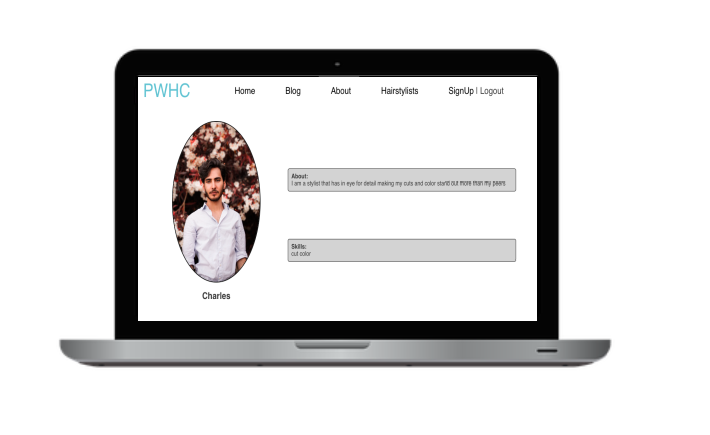 PWHC Home Blog About Hairstylists SignUp | Logout
About:
I am a stylist that has in eye for detail making my cuts and color stand out more than my peers
Skills:
cut color
Charles